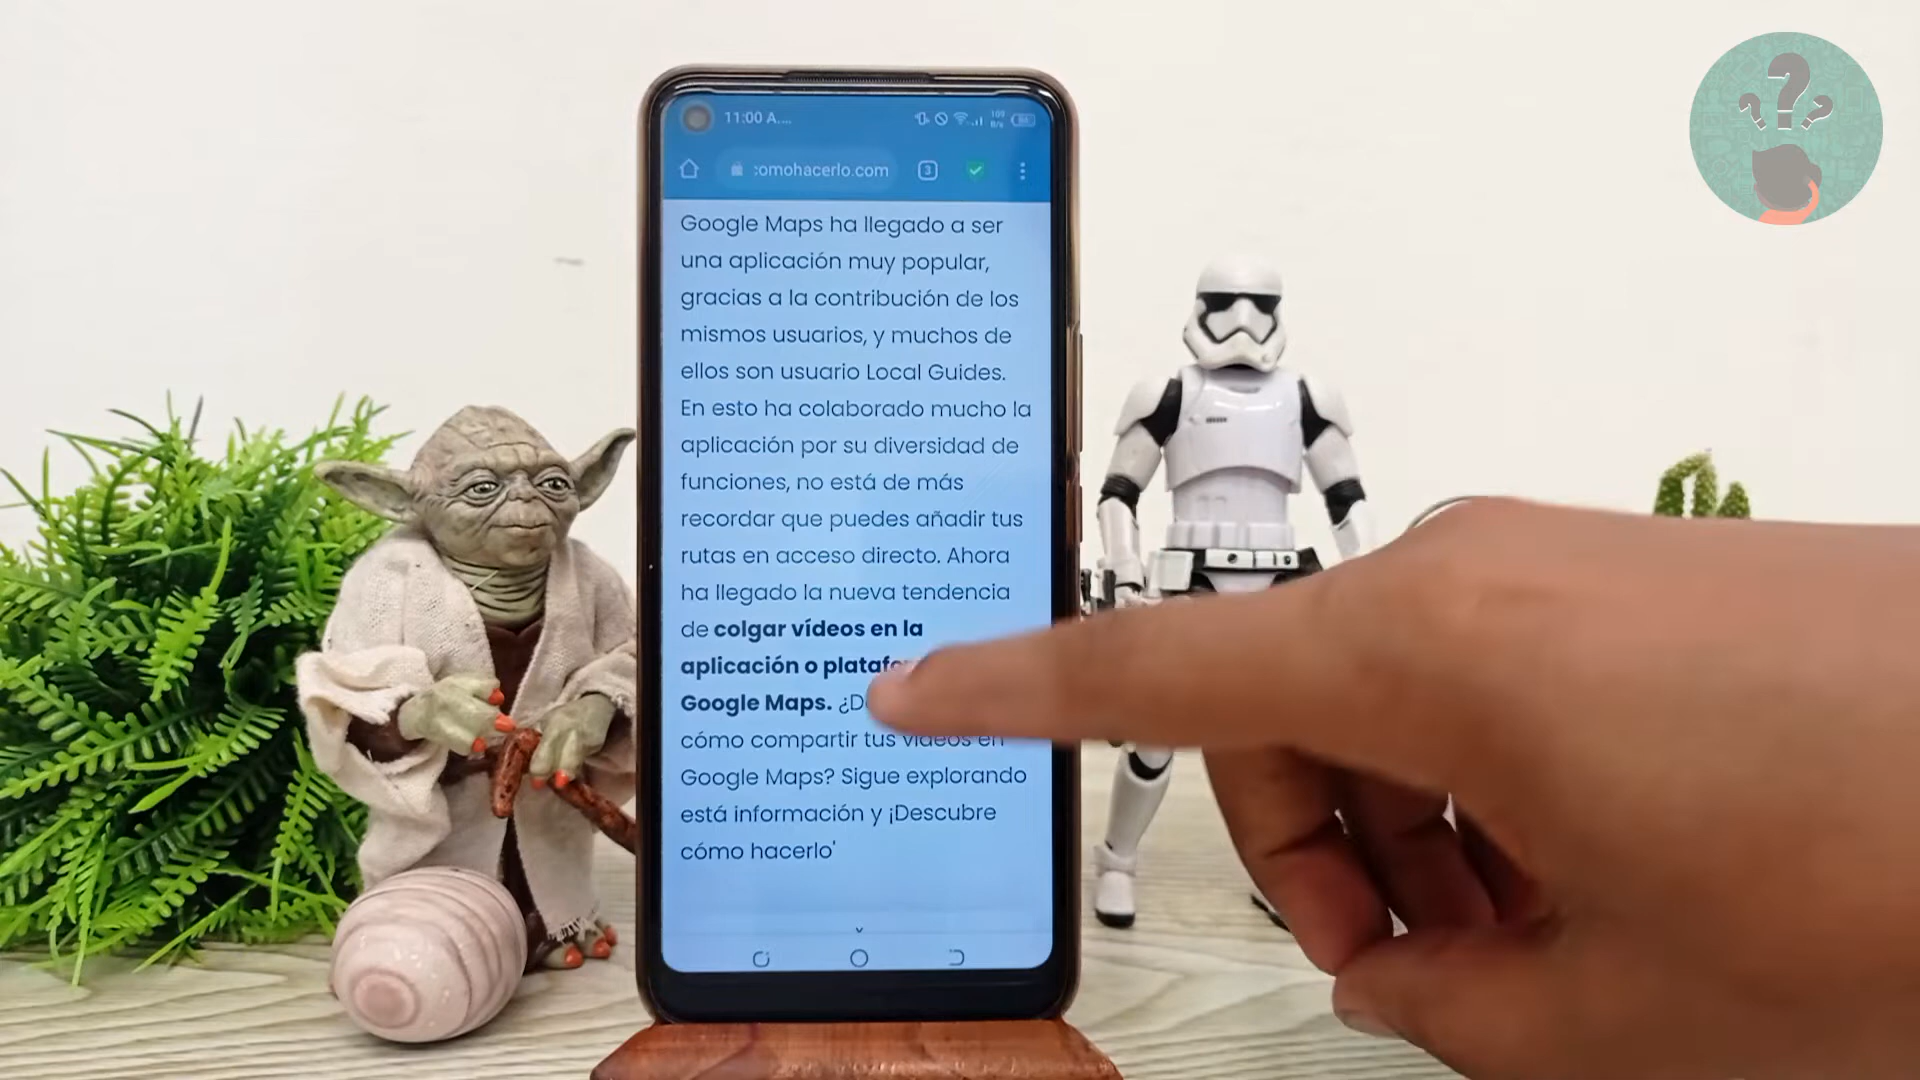 11:00 A....
109
B/s
86
:omohacerlo.com
3
Google Maps ha llegado a ser
una aplicación muy popular,
gracias a la contribución de los
mismos usuarios, y muchos de
ellos son usuario Local Guides.
En esto ha colaborado mucho la
aplicación por su diversidad de
funciones, no está de más
recordar que puedes añadir tus
rutas en acceso directo. Ahora
ha llegado la nueva tendencia
de colgar vídeos en la
aplicación o
Google Maps.
cómo compartir tus vídeos en
Google Maps? Sigue explorando
está información y ¡Descubre
cómo hacerlo'